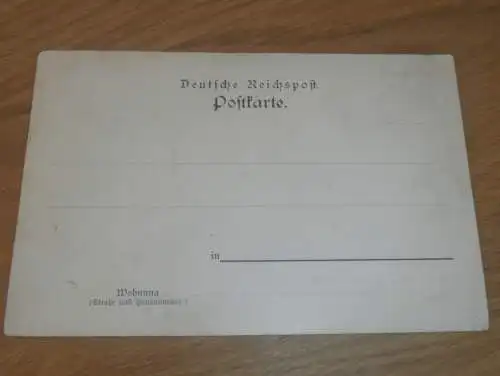 Deutsche Reichspost.
Postkarte.
in
Wohnung
(Straße und Hausnummer)